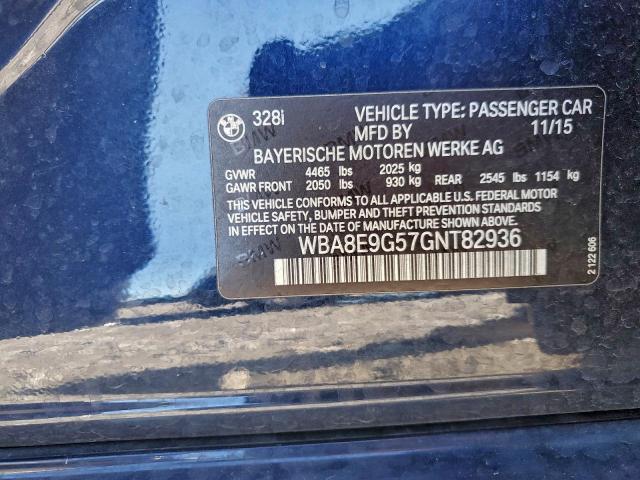 328i VEHICLE TYPE: PASSENGER CAR
MFD BY 11/15
BAYERISCHE MOTOREN WERKE AG
GVWR 4465 lbs 2025 kg
GAWR FRONT 2050 lbs 930 kg REAR 2545 lbs 1154 kg
THIS VEHICLE CONFORMS TO ALL APPLICABLE U.S. FEDERAL MOTOR
VEHICLE SAFETY, BUMPER AND THEFT PREVENTION STANDARDS
IN EFFECT ON THE DATE OF MANUFACTURE SHOWN ABOVE.
WBA8E9G57GNT82936
2 122 606